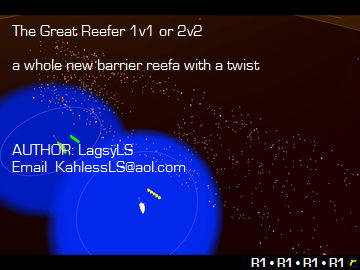 The Great Reefer 1v1 or 2v2
a whole new barrier reefa with a twist
AUTHOR: LagsyLS
Email  KahlessLS@aol.com
R1 • R1 • R1 • R1 r